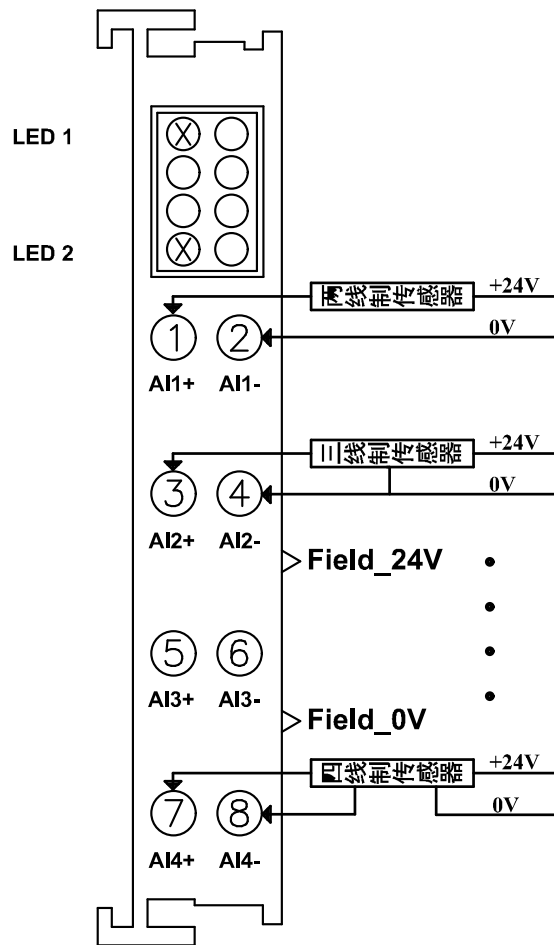 LED 1
LED 2
两线制传感器 +24V
0V
1 2
AI1+ AI1-
三线制传感器 +24V
0V
3 4
AI2+ AI2-
Field_24V
5 6
AI3+ AI3-
Field_0V
四线制传感器 +24V
0V
7 8
AI4+ AI4-